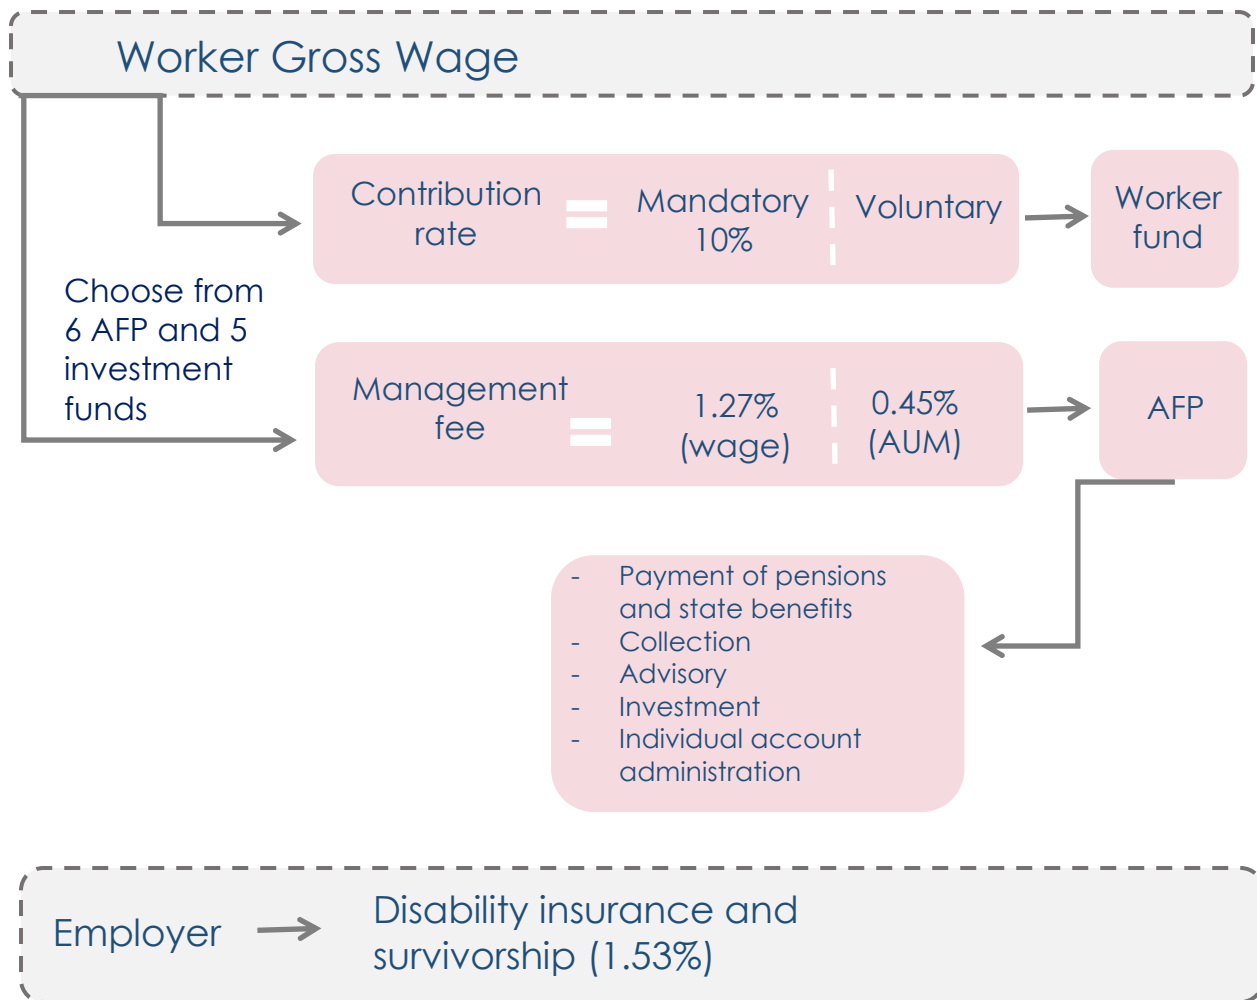 Worker Gross Wage
Contribution
rate
=
Mandatory
10%
Voluntary
Worker
fund
Choose from
6 AFP and 5
investment
funds
Management
fee
=
1.27%
(wage)
0.45%
(AUM)
AFP
- Payment of pensions
and state benefits
- Collection
- Advisory
- Investment
- Individual account
administration
Employer
Disability insurance and
survivorship (1.53%)